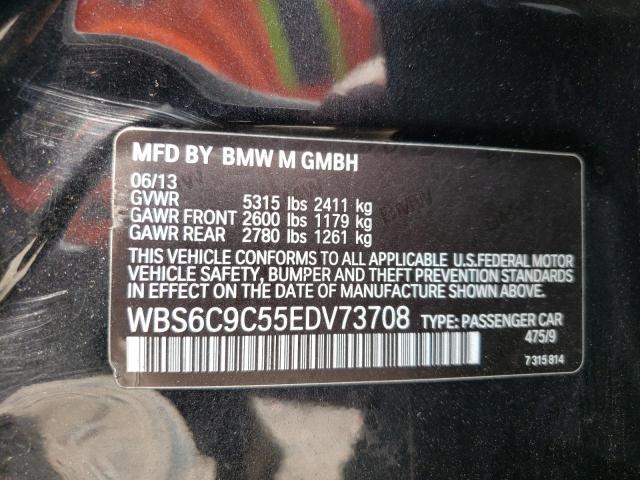 MFD BY BMW M GMBH
06/13
GVWR 5315 lbs 2411 kg
GAWR FRONT 2600 lbs 1179 kg
GAWR REAR 2780 lbs 1261 kg
THIS VEHICLE CONFORMS TO ALL APPLICABLE U.S.FEDERAL MOTOR
VEHICLE SAFETY, BUMPER AND THEFT PREVENTION STANDARDS
IN EFFECT ON THE DATE OF MANUFACTURE SHOWN ABOVE.
WBS6C9C55EDV73708 TYPE: PASSENGER CAR
475/9
7 315 814